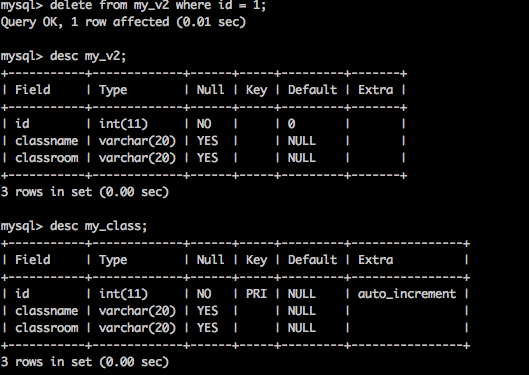 mysql> delete from my_v2 where id = 1;
Query OK, 1 row affected (0.01 sec)
mysql> desc my_v2;
+-----------+-------------+------+-----+---------+-------+
| Field     | Type        | Null | Key | Default | Extra |
+-----------+-------------+------+-----+---------+-------+
| id        | int(11)     | NO   |     | 0       |       |
| classname | varchar(20) | YES  |     | NULL    |       |
| classroom | varchar(20) | YES  |     | NULL    |       |
+-----------+-------------+------+-----+---------+-------+
3 rows in set (0.00 sec)
mysql> desc my_class;
+-----------+-------------+------+-----+---------+----------------+
| Field     | Type        | Null | Key | Default | Extra          |
+-----------+-------------+------+-----+---------+----------------+
| id        | int(11)     | NO   | PRI | NULL    | auto_increment |
| classname | varchar(20) | YES  |     | NULL    |                |
| classroom | varchar(20) | YES  |     | NULL    |                |
+-----------+-------------+------+-----+---------+----------------+
3 rows in set (0.00 sec)